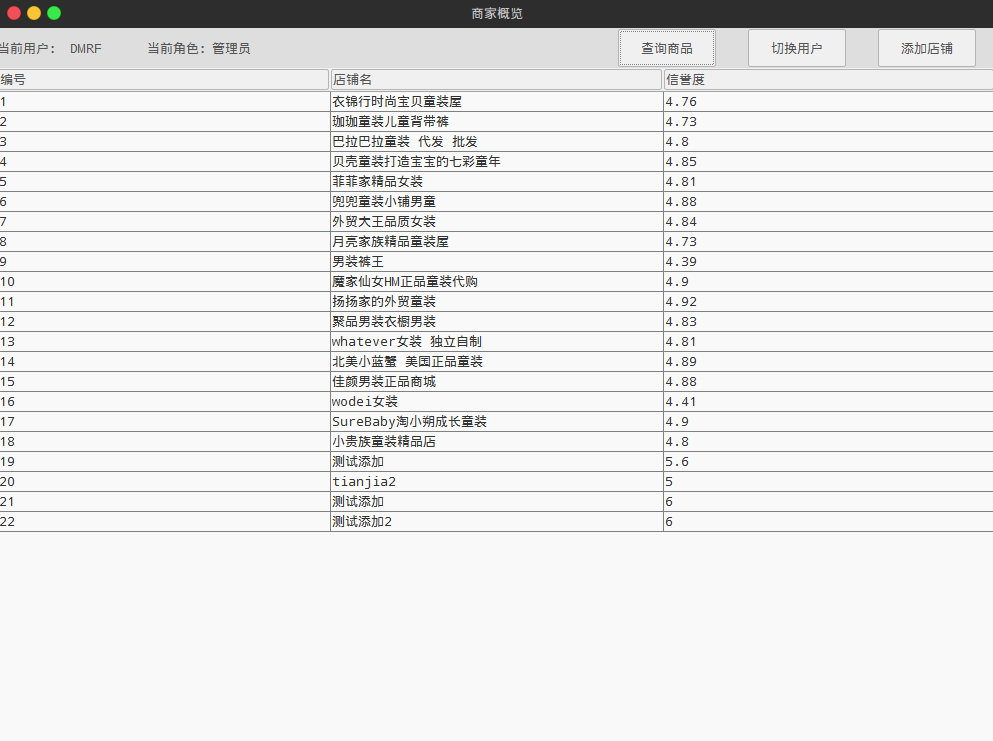 商家概览
当前用户： DMRF 当前角色：管理员 查询商品 切换用户 添加店铺
编号 店铺名 信誉度
1 衣锦行时尚宝贝童装屋 4.76
2 珈珈童装儿童背带裤 4.73
3 巴拉巴拉童装 代发 批发 4.8
4 贝壳童装打造宝宝的七彩童年 4.85
5 菲菲家精品女装 4.81
6 兜兜童装小铺男童 4.88
7 外贸大王品质女装 4.84
8 月亮家族精品童装屋 4.73
9 男装裤王 4.39
10 魔家仙女HM正品童装代购 4.9
11 扬扬家的外贸童装 4.92
12 聚品男装衣橱男装 4.83
13 whatever女装 独立自制 4.81
14 北美小蓝蟹 美国正品童装 4.89
15 佳颜男装正品商城 4.88
16 wodei女装 4.41
17 SureBaby淘小朔成长童装 4.9
18 小贵族童装精品店 4.8
19 测试添加 5.6
20 tianjia2 5
21 测试添加 6
22 测试添加2 6